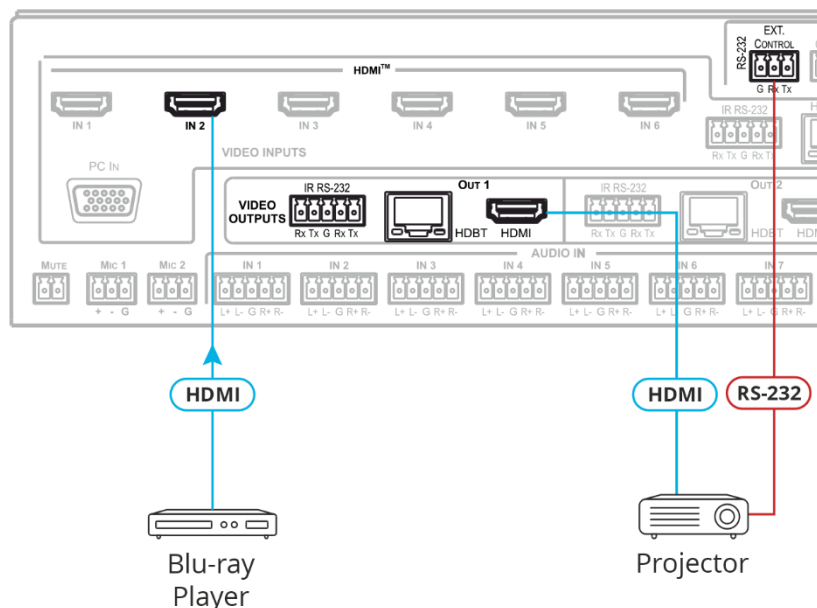 EXT.
CONTROL
RS-232
G Rx Tx
HDMI™
IN 1
IN 2
IN 3
IN 4
IN 5
IN 6
IR RS-232
Rx Tx G Rx Tx
VIDEO INPUTS
PC IN
VIDEO
OUTPUTS
IR RS-232
Rx Tx G Rx Tx
OUT 1
HDBT
HDMI
IR RS-232
Rx Tx G Rx Tx
OUT 2
HDBT
AUDIO IN
MUTE
MIC 1
+ - G
MIC 2
+ - G
IN 1
L+ L- G R+ R-
IN 2
L+ L- G R+ R-
IN 3
L+ L- G R+ R-
IN 4
L+ L- G R+ R-
IN 5
L+ L- G R+ R-
IN 6
L+ L- G R+ R-
IN 7
L+ L- G R+ R-
HDMI
HDMI
RS-232
Blu-ray
Player
Projector